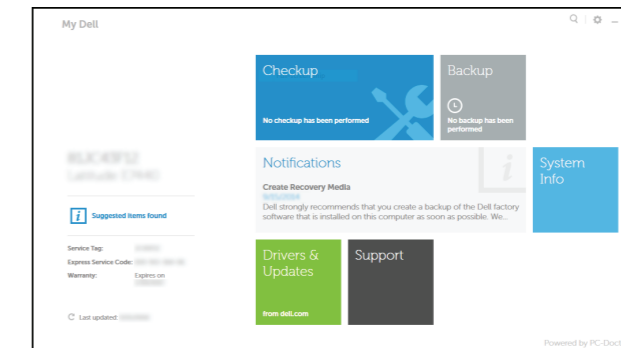 My Dell
Checkup
No checkup has been performed
Backup
No backup has been
performed
Notifications
Create Recovery Media
Dell strongly recommends that you create a backup of the Dell factory
software that is installed on this computer as soon as possible. We...
System
Info
Suggested items found
Service Tag:
Express Service Code:
Warranty: Expires on
Last updated:
Drivers &
Updates
from dell.com
Support
Powered by PC-Doct